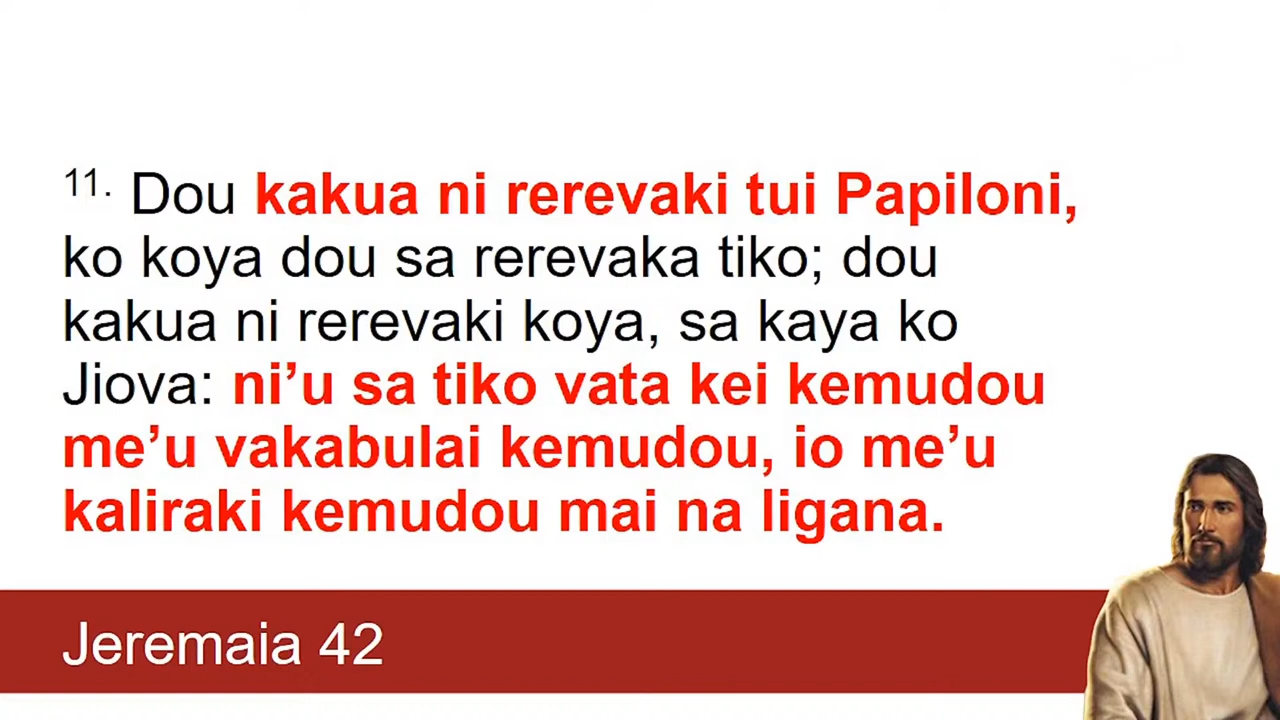 11. Dou kakua ni rerevaki tui Papiloni,
ko koya dou sa rerevaka tiko; dou
kakua ni rerevaki koya, sa kaya ko
Jiova: ni’u sa tiko vata kei kemudou
me’u vakabulai kemudou, io me’u
kaliraki kemudou mai na ligana.
Jeremaia 42